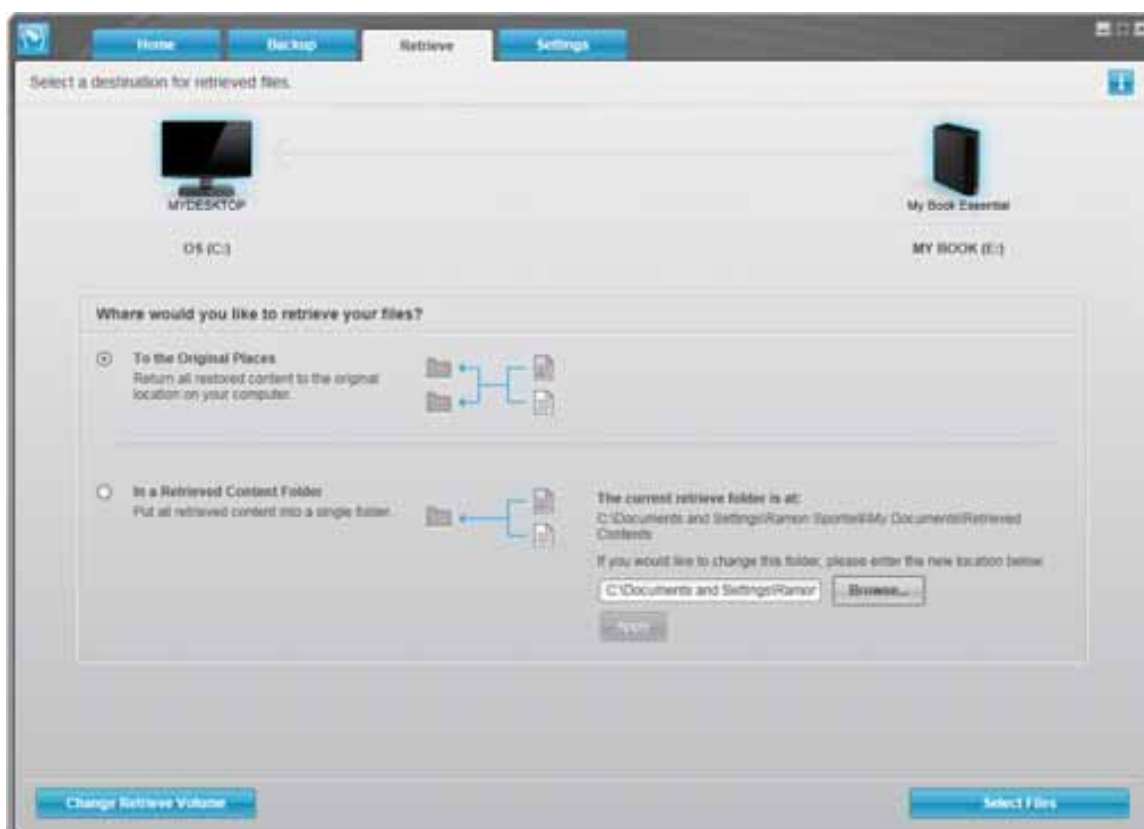 Home Backup Retrieve Settings
Select a destination for retrieved files.
MYDESKTOP
My Book Essential
OS (C:)
MY BOOK (E:)
Where would you like to retrieve your files?
To the Original Places
Return all restored content to the original
location on your computer.
In a Retrieved Content Folder
Put all retrieved content into a single folder.
The current retrieve folder is at:
C:\Documents and Settings\Ramon My Documents\Retrieved
Contents
If you would like to change this folder, please enter the new location below.
C:\Documents and Settings\Ramon
Browse...
Apply
Change Retrieve Volume
Select Files